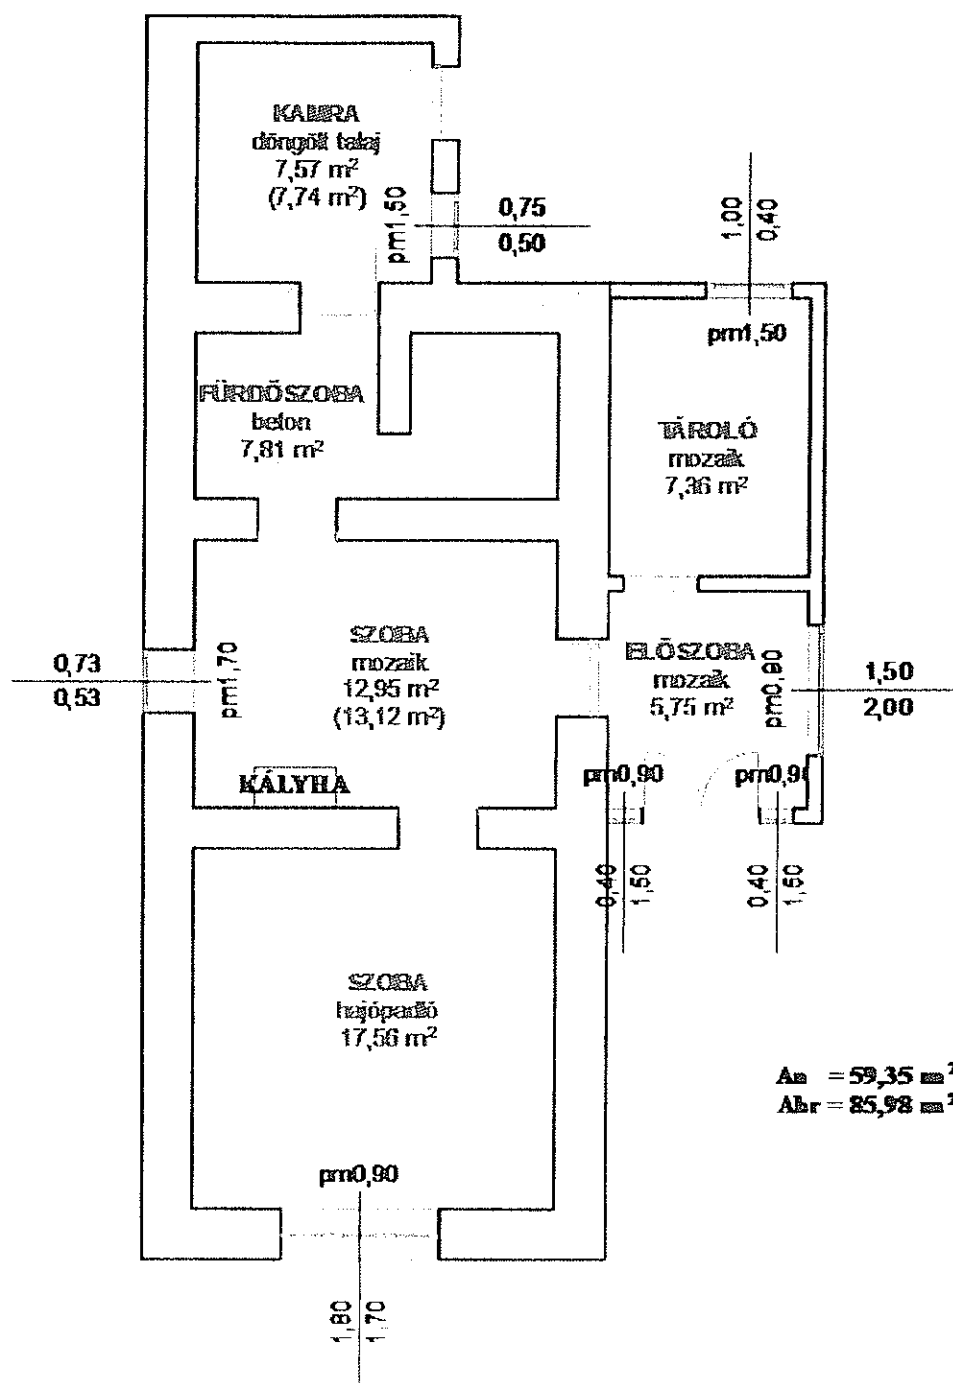 KAMRA
döngölt talaj
7,57 m²
(7,74 m²)
pm1,50
0,75
0,50
1,00
0,40
pm1,50
FÜRDŐSZOBA
beton
7,81 m²
TÁROLÓ
mozaik
7,36 m²
0,73
0,53
pm1,70
SZOBA
mozaik
12,95 m²
(13,12 m²)
ELŐSZOBA
mozaik
5,75 m²
pm0,90
1,50
2,00
KÁLYHA
pm0,90
pm0,90
0,40
1,50
0,40
1,50
SZOBA
hajópadló
17,56 m²
An = 59,35 m²
Abr = 85,98 m²
pm0,90
1,80
1,70